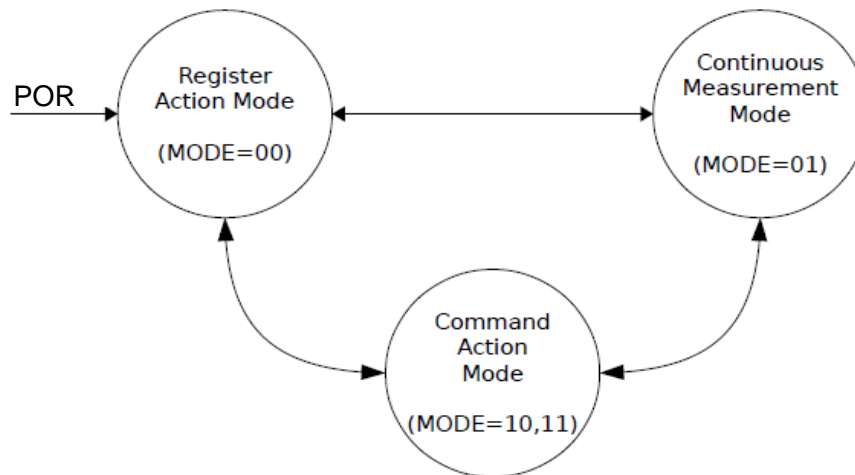 POR
Register
Action Mode
(MODE=00)
Continuous
Measurement
Mode
(MODE=01)
Command
Action
Mode
(MODE=10,11)